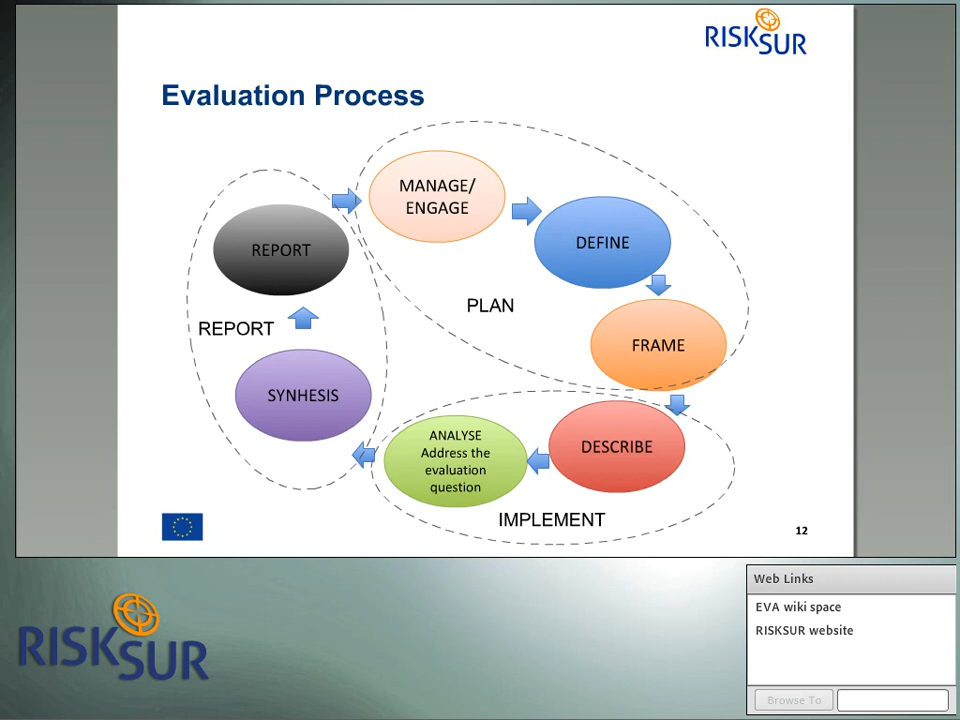 RISKSUR
Evaluation Process
MANAGE/
ENGAGE
DEFINE
FRAME
PLAN
DESCRIBE
ANALYSE
Address the
evaluation
question
IMPLEMENT
SYNHESIS
REPORT
REPORT
12
RISKSUR
Web Links
EVA wiki space
RISKSUR website
Browse To